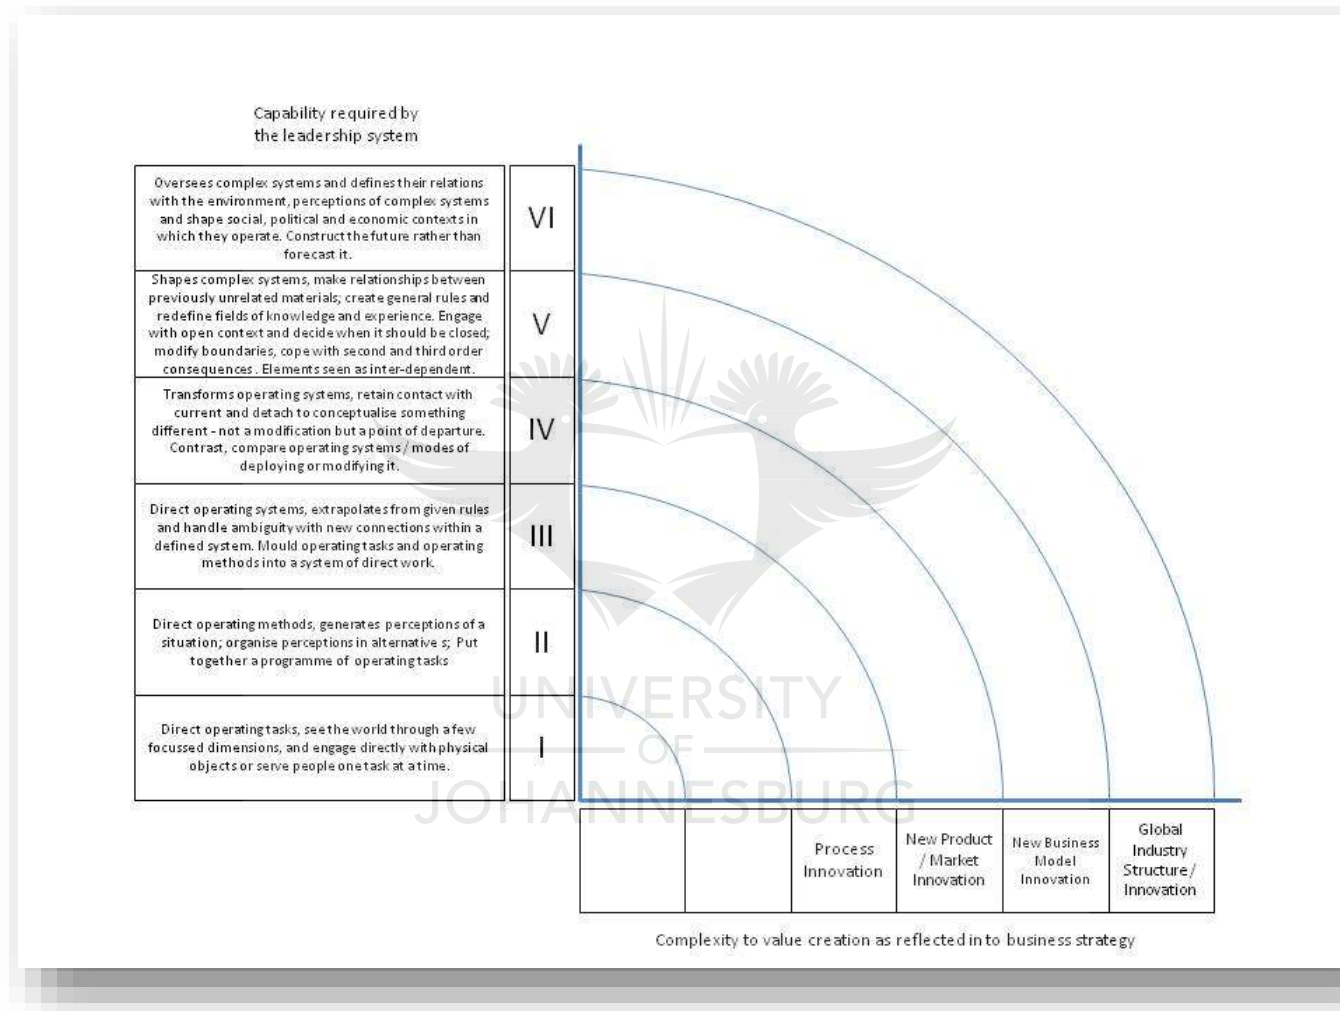 Capability required by
the leadership system
Oversees complex systems and defines their relations
with the environment, perceptions of complex systems
and shape social, political and economic contexts in
which they operate. Construct the future rather than
forecast it.
VI
Shapes complex systems, make relationships between
previously unrelated materials; create general rules and
redefine fields of knowledge and experience. Engage
with open context and decide when it should be closed;
modify boundaries, cope with second and third order
consequences. Elements seen as inter-dependent.
V
Transforms operating systems, retain contact with
current and detach to conceptualise something
different - not a modification but a point of departure.
Contrast, compare operating systems / modes of
deploying or modifying it.
IV
Direct operating systems, extrapolates from given rules
and handle ambiguity with new connections within a
defined system. Mould operating tasks and operating
methods into a system of direct work.
III
Direct operating methods, generates perceptions of a
situation; organise perceptions in alternative s; Put
together a programme of operating tasks
II
Direct operating tasks, see the world through a few
focussed dimensions, and engage directly with physical
objects or serve people one task at a time.
I
UNIVERSITY
OF
JOHANNESBURG
Process
Innovation
New Product
/ Market
Innovation
New Business
Model
Innovation
Global
Industry
Structure /
Innovation
Complexity to value creation as reflected in to business strategy